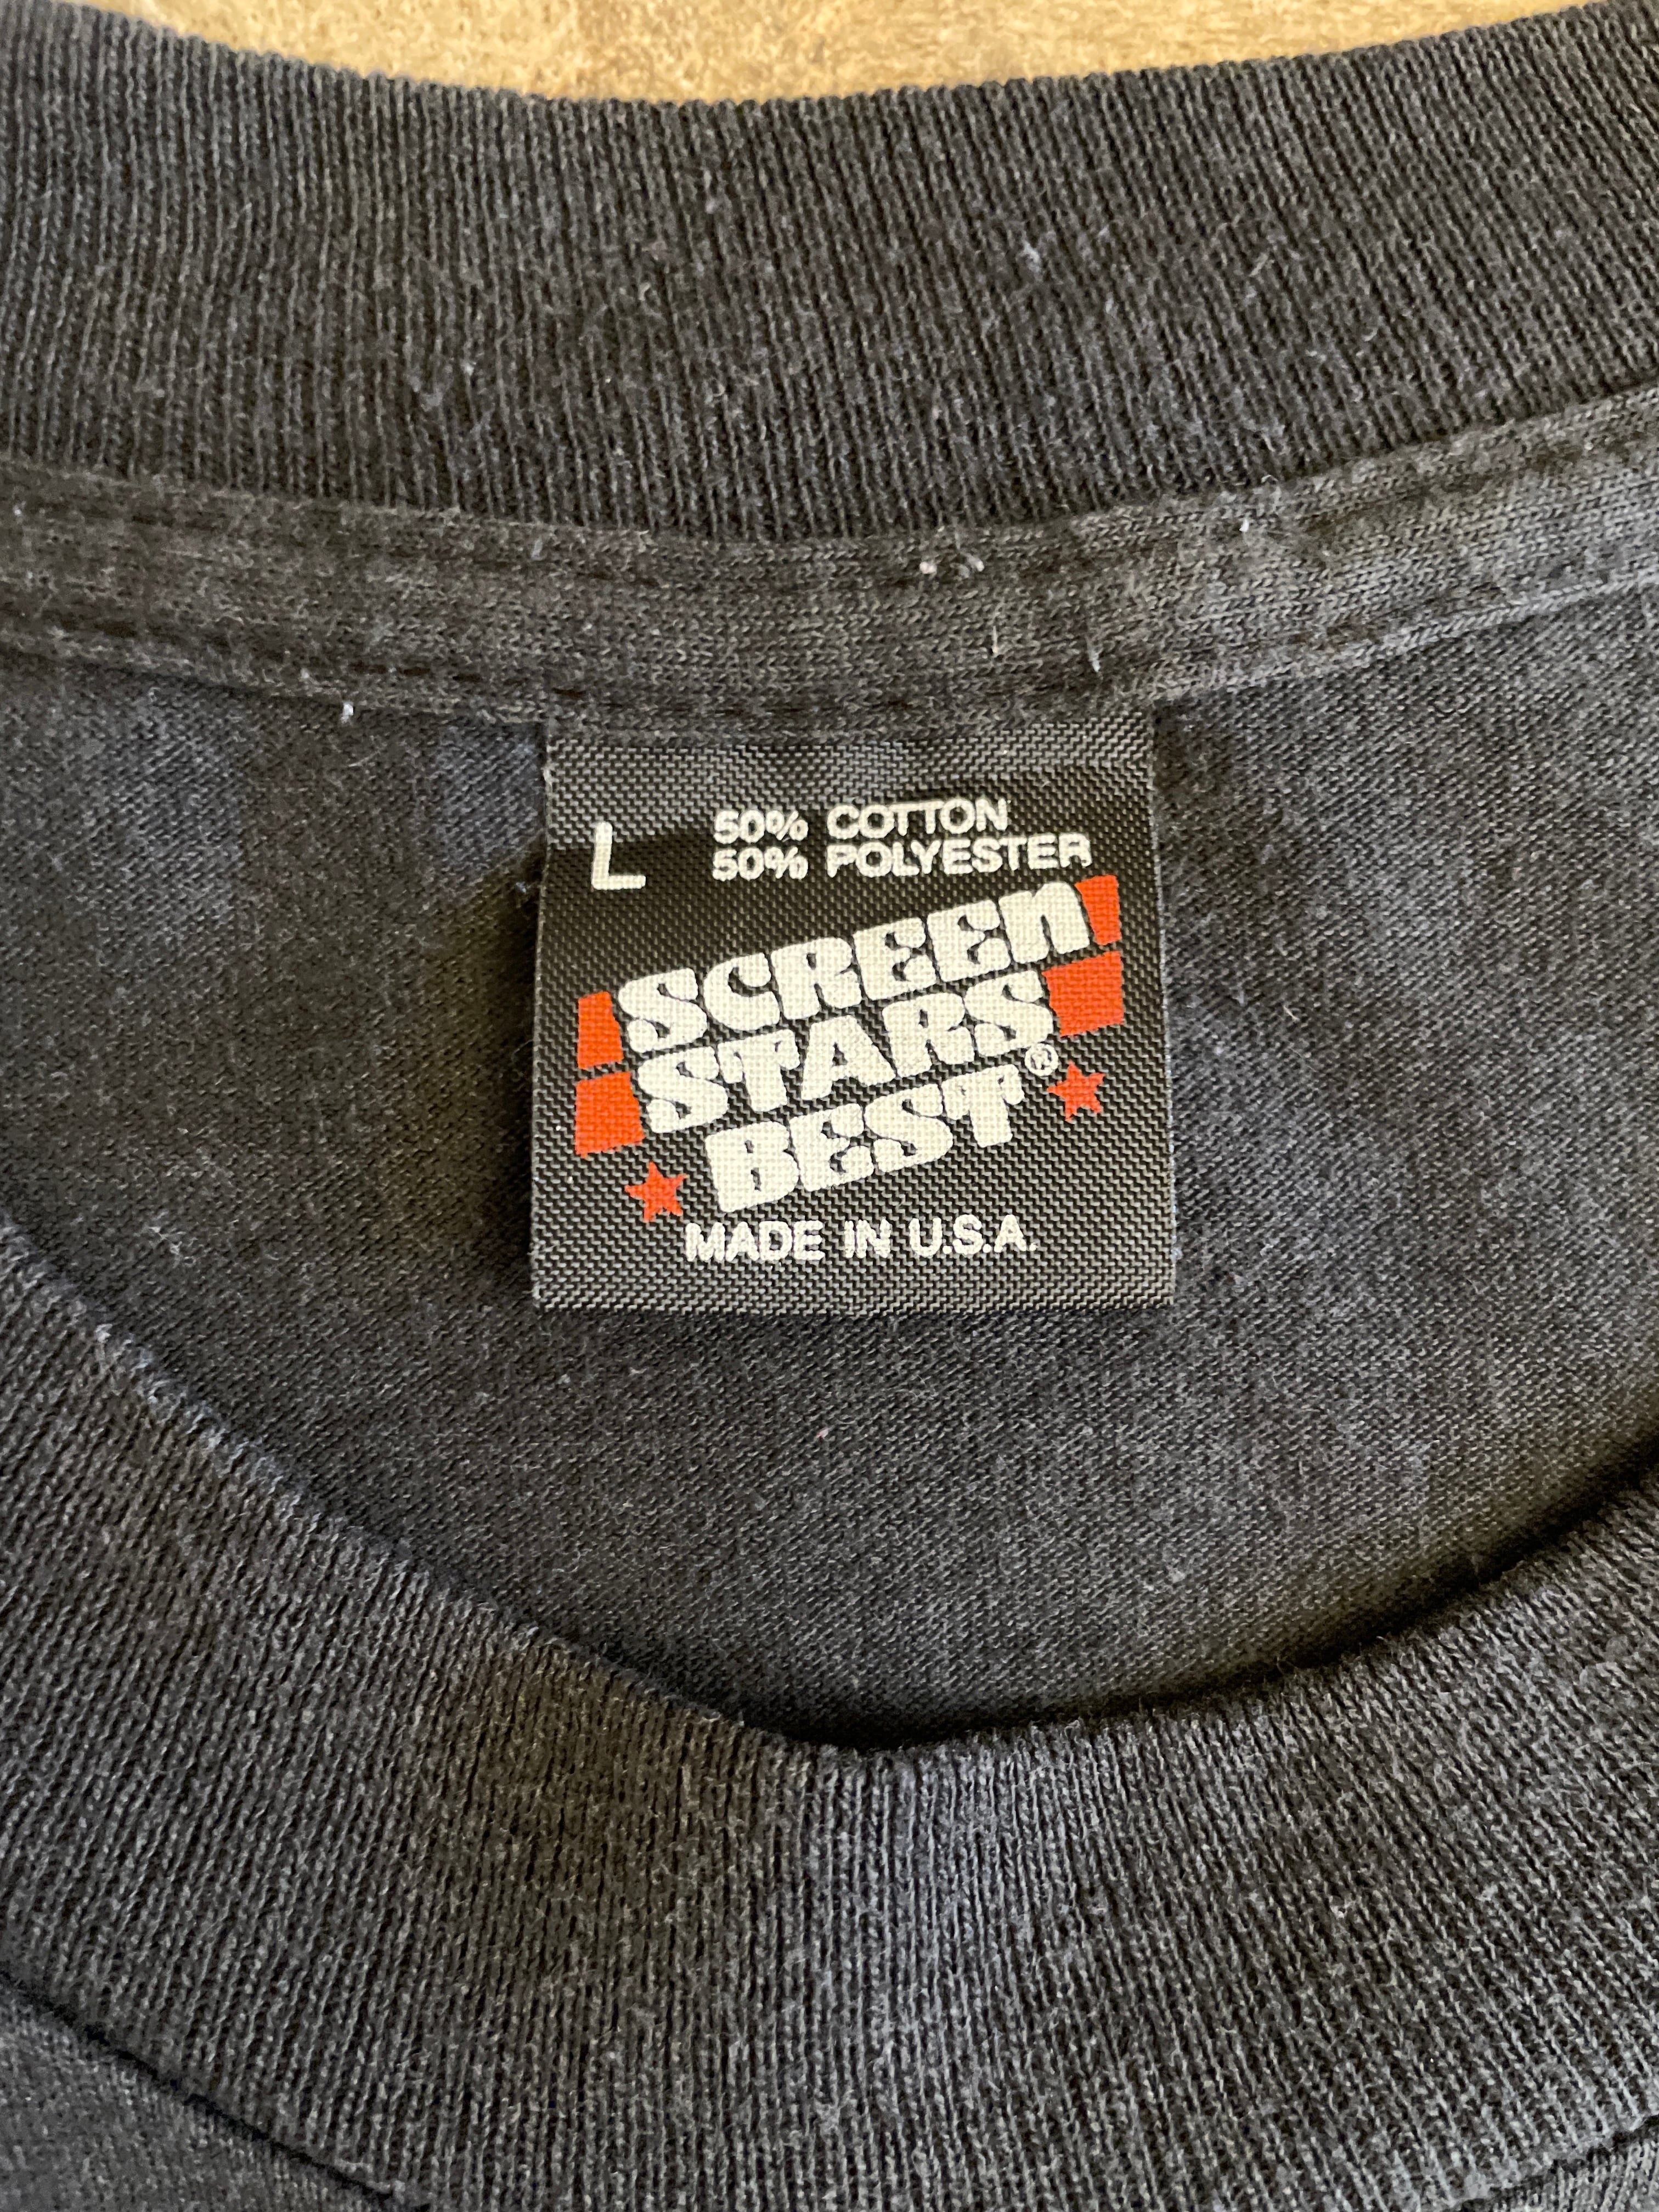 L
50% COTTON
50% POLYESTER
SCREEN
STARS
BEST®
MADE IN U.S.A.